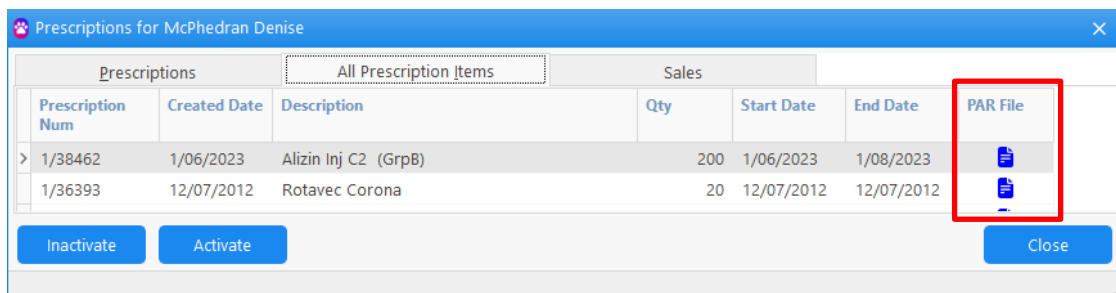 Prescriptions for McPhedran Denise
Prescriptions All Prescription Items Sales
Prescription Num Created Date Description Qty Start Date End Date PAR File
1/38462 1/06/2023 Alizin Inj C2 (GrpB) 200 1/06/2023 1/08/2023
1/36393 12/07/2012 Rotavec Corona 20 12/07/2012 12/07/2012
Inactivate Activate Close